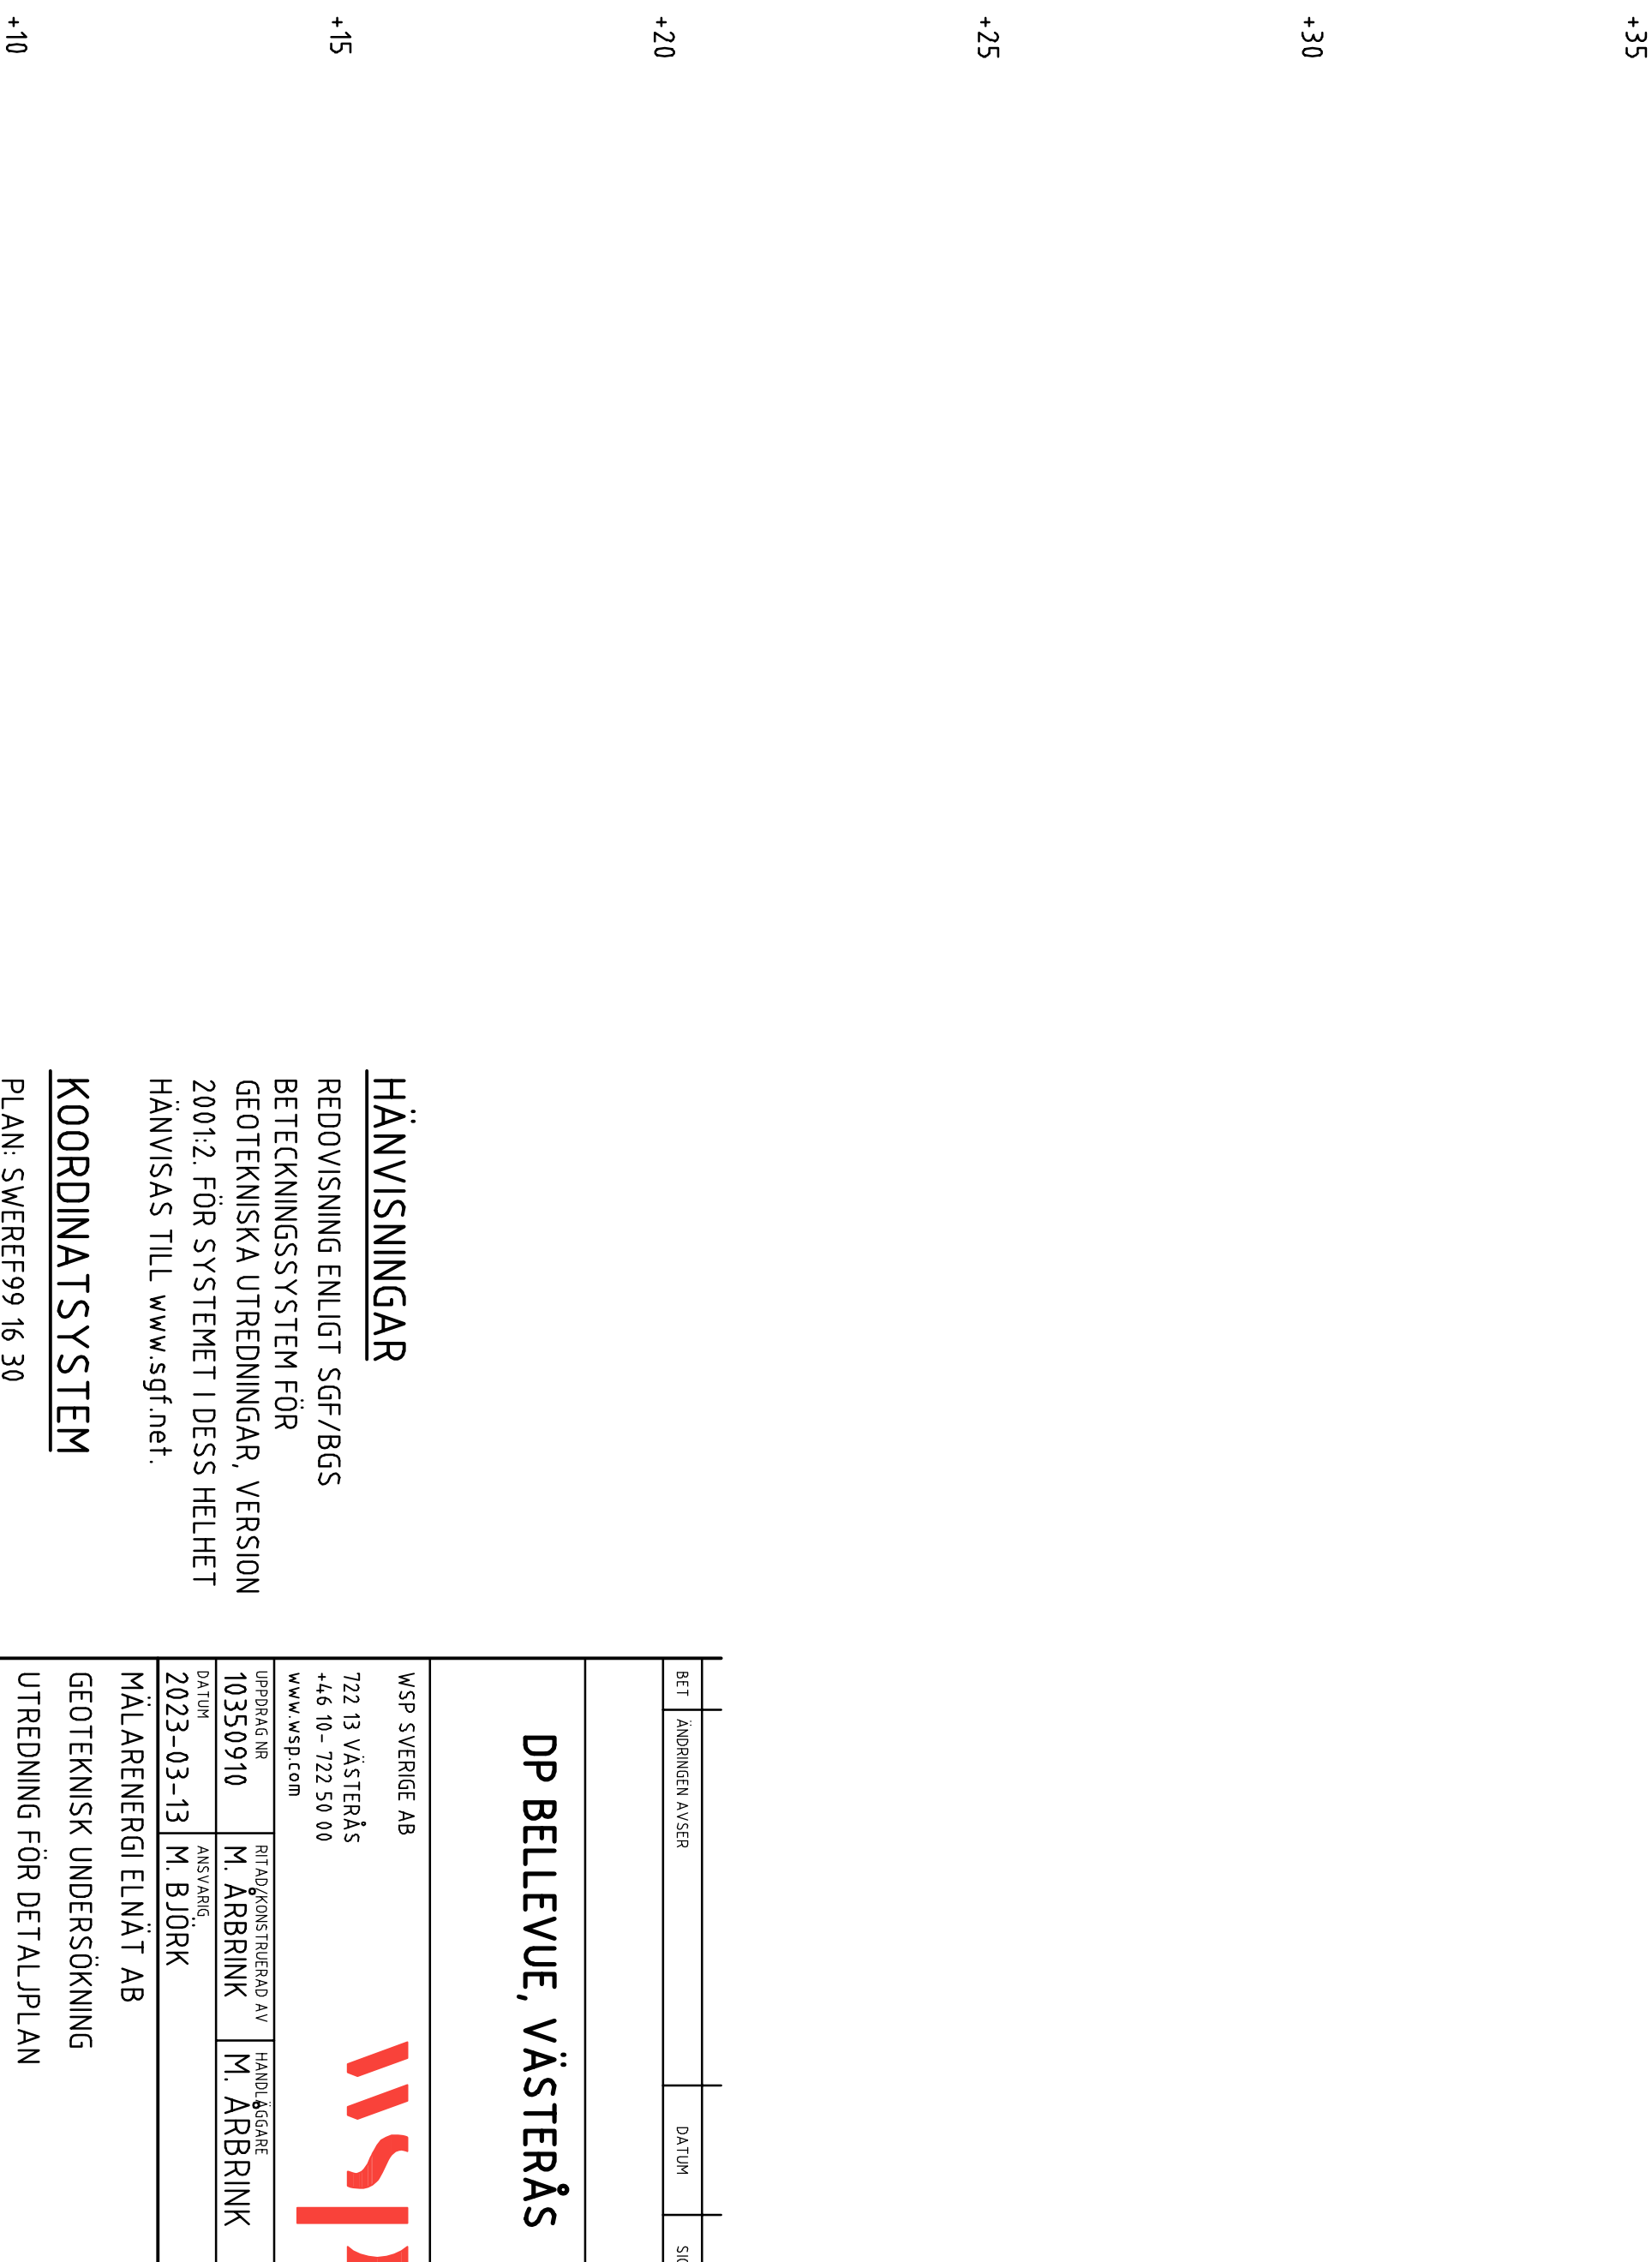 +35
+30
+25
+20
+15
+10
HÄNVISNINGAR
REDOVISNING ENLIGT SGF/BGS
BETECKNINGSSYSTEM FÖR
GEOTEKNISKA UTREDNINGAR, VERSION
2001:2. FÖR SYSTEMET I DESS HELHET
HÄNVISAS TILL www.sgf.net.
KOORDINATSYSTEM
PLAN: SWEREF99 16 30
BET ÄNDRINGEN AVSER DATUM
DP BELLEVUE, VÄSTERÅS
WSP SVERIGE AB
722 13 VÄSTERÅS
+46 10- 722 50 00
www.wsp.com
WSP
UPPDRAG NR RITAD/KONSTRUERAD AV HANDLÄGGARE
10350910 M. ÅRBRINK M. ÅRBRINK
DATUM ANSVARIG
2023-03-13 M. BJÖRK
MÄLARENERGI ELNÄT AB
GEOTEKNISK UNDERSÖKNING
UTREDNING FÖR DETALJPLAN